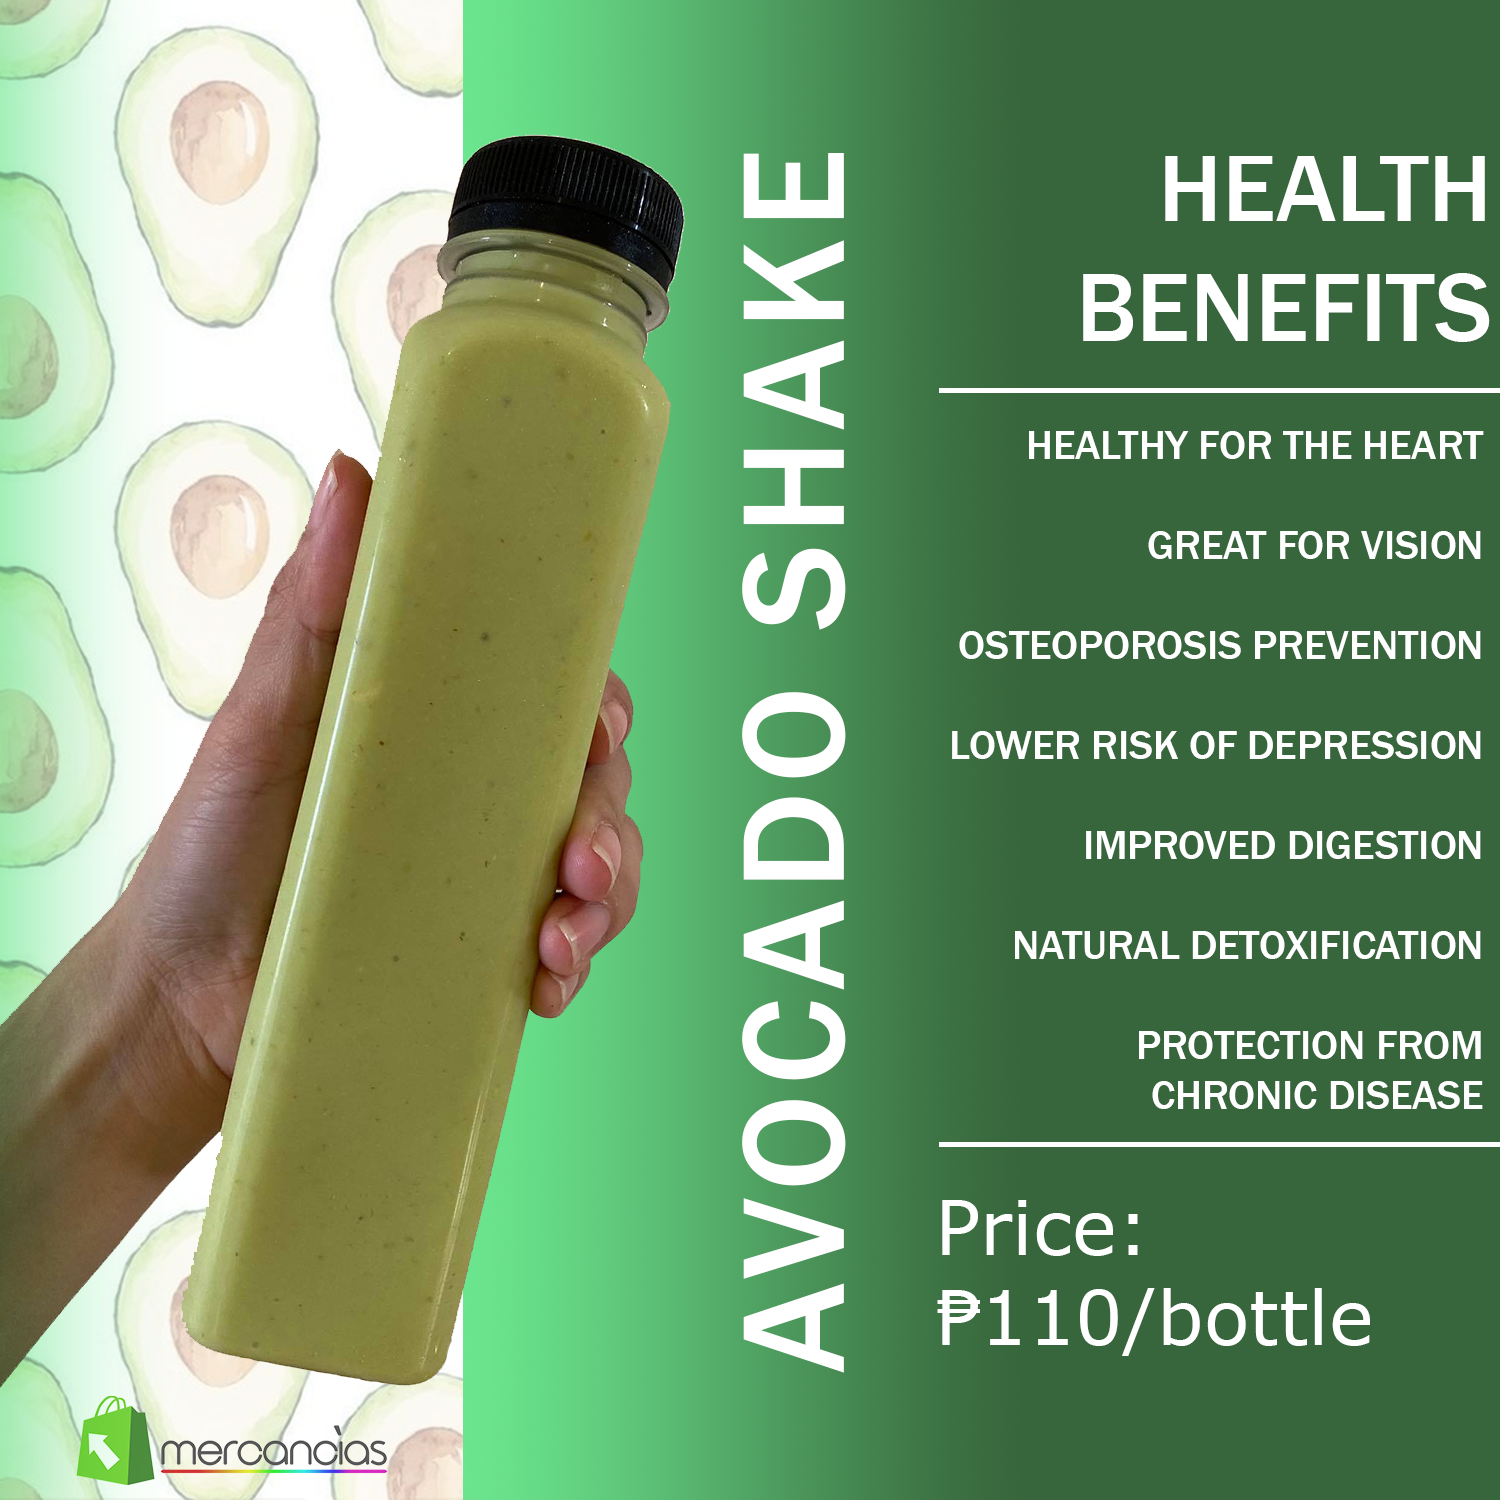 AVOCADO SHAKE
HEALTH
BENEFITS
HEALTHY FOR THE HEART
GREAT FOR VISION
OSTEOPOROSIS PREVENTION
LOWER RISK OF DEPRESSION
IMPROVED DIGESTION
NATURAL DETOXIFICATION
PROTECTION FROM
CHRONIC DISEASE
Price:
₱110/bottle
mercancìas